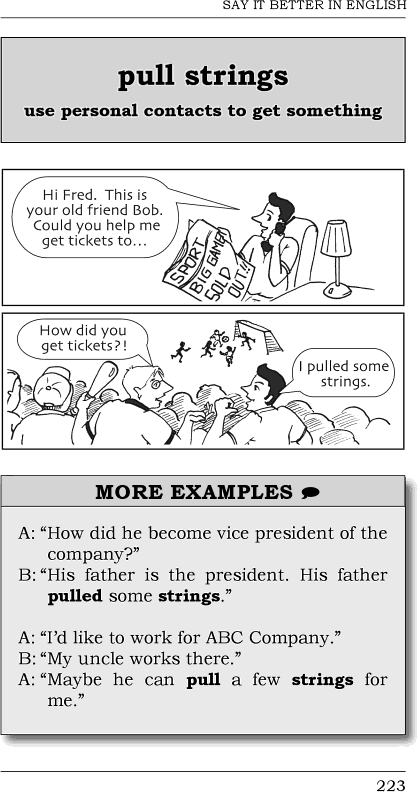 SAY IT BETTER IN ENGLISH
pull strings
use personal contacts to get something
Hi Fred. This is
your old friend Bob.
Could you help me
get tickets to...
SPORT
BIG GAME!!
SOLD
OUT!!
How did you
get tickets?!
I pulled some
strings.
MORE EXAMPLES
A: “How did he become vice president of the
company?”
B: “His father is the president. His father
pulled some strings.”
A: “I’d like to work for ABC Company.”
B: “My uncle works there.”
A: “Maybe he can pull a few strings for
me.”
223